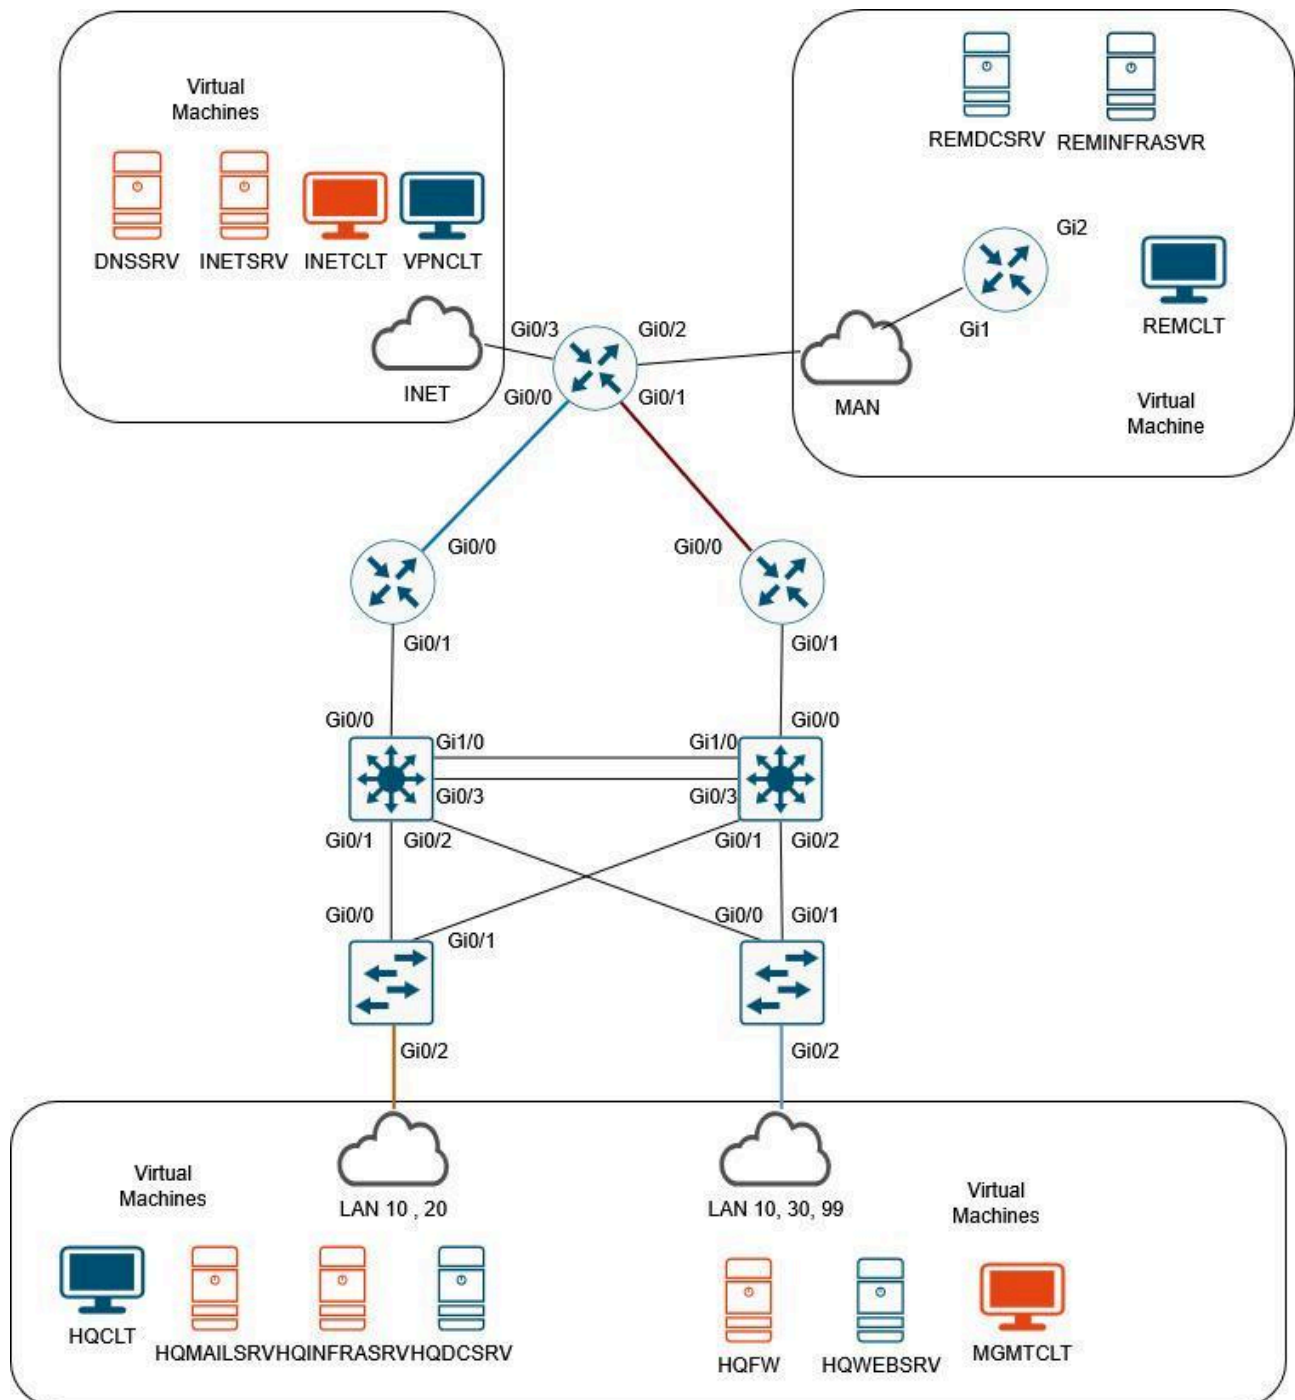 Virtual
Machines
DNSSRV
INETSRV
INETCLT
VPNCLT
INET
REMDCSRV
REMINFRASVR
Gi2
Gi1
REMCLT
MAN
Virtual
Machine
Gi0/3
Gi0/2
Gi0/0
Gi0/1
Gi0/0
Gi0/0
Gi0/1
Gi0/1
Gi0/0
Gi0/0
Gi1/0
Gi1/0
Gi0/3
Gi0/3
Gi0/1
Gi0/2
Gi0/1
Gi0/2
Gi0/0
Gi0/1
Gi0/0
Gi0/1
Gi0/2
Gi0/2
Virtual
Machines
LAN 10 , 20
LAN 10, 30, 99
Virtual
Machines
HQCLT
HQMAILSRV
HQINFRASRV
HQDCSRV
HQFW
HQWEBSRV
MGMTCLT